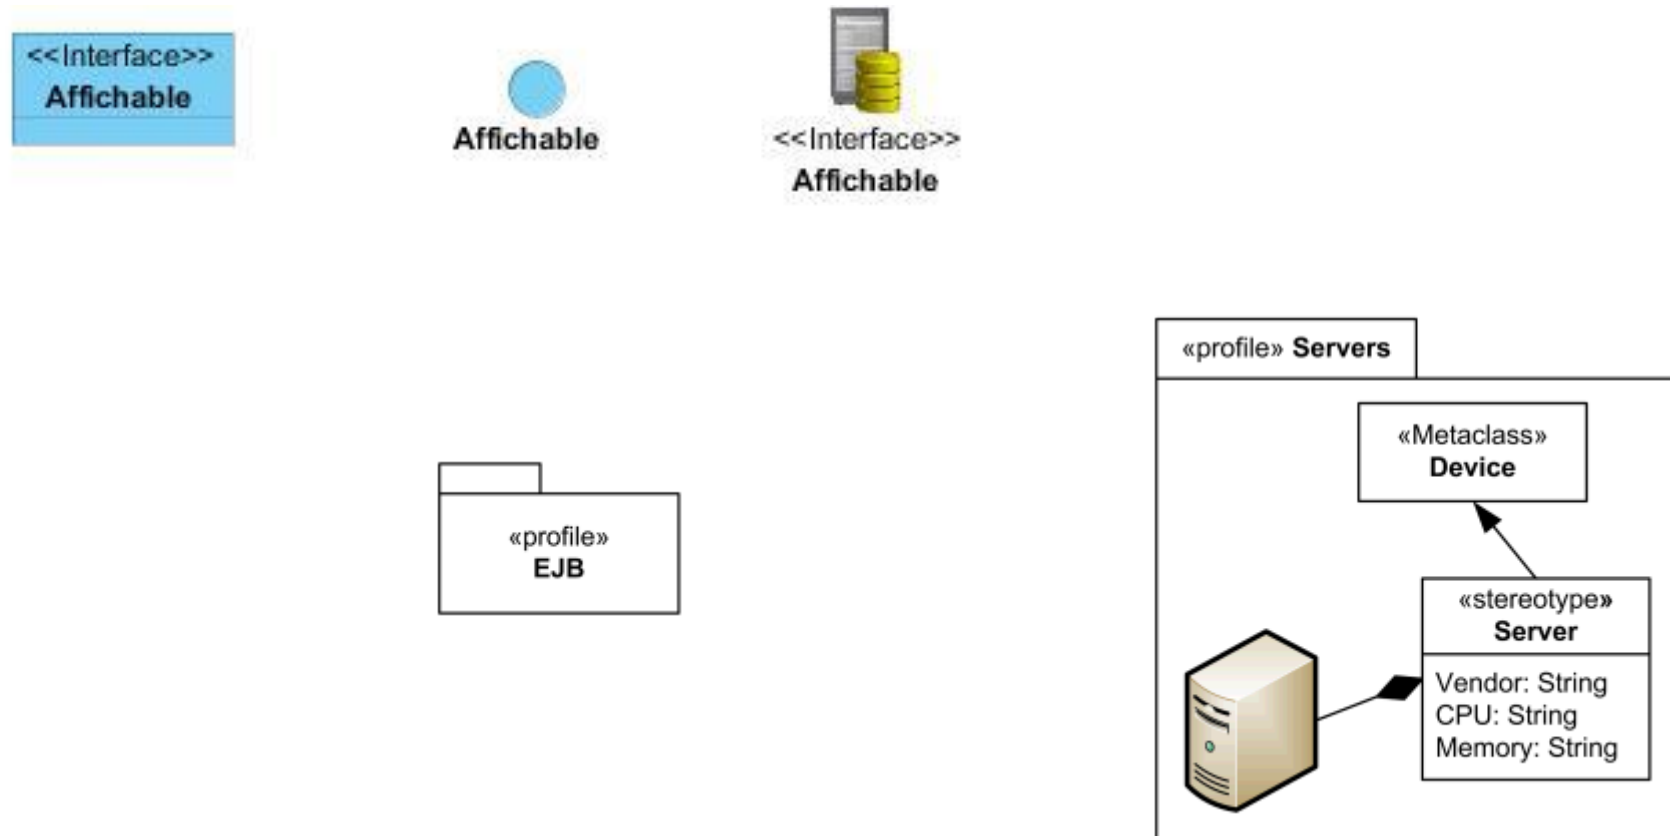 <<Interface>>
Affichable
Affichable
<<Interface>>
Affichable
«profile» Servers
«Metaclass»
Device
«profile»
EJB
«stereotype»
Server
Vendor: String
CPU: String
Memory: String